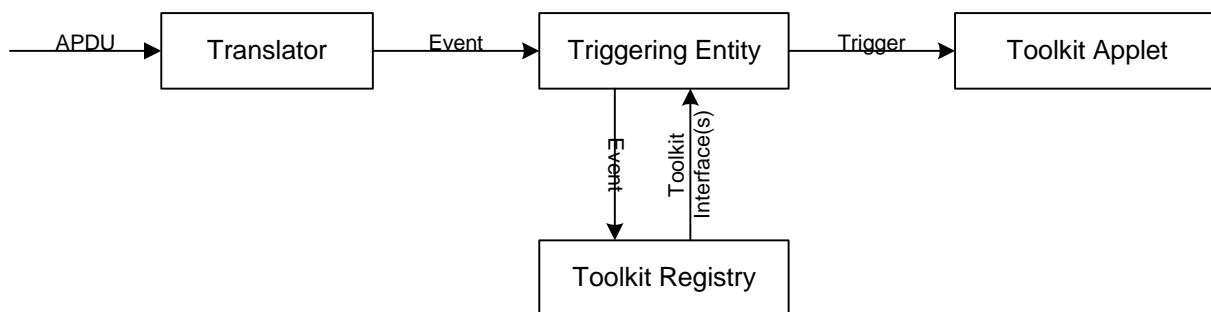 APDU
Translator
Event
Triggering Entity
Trigger
Toolkit Applet
Event
Toolkit
Interface(s)
Toolkit Registry